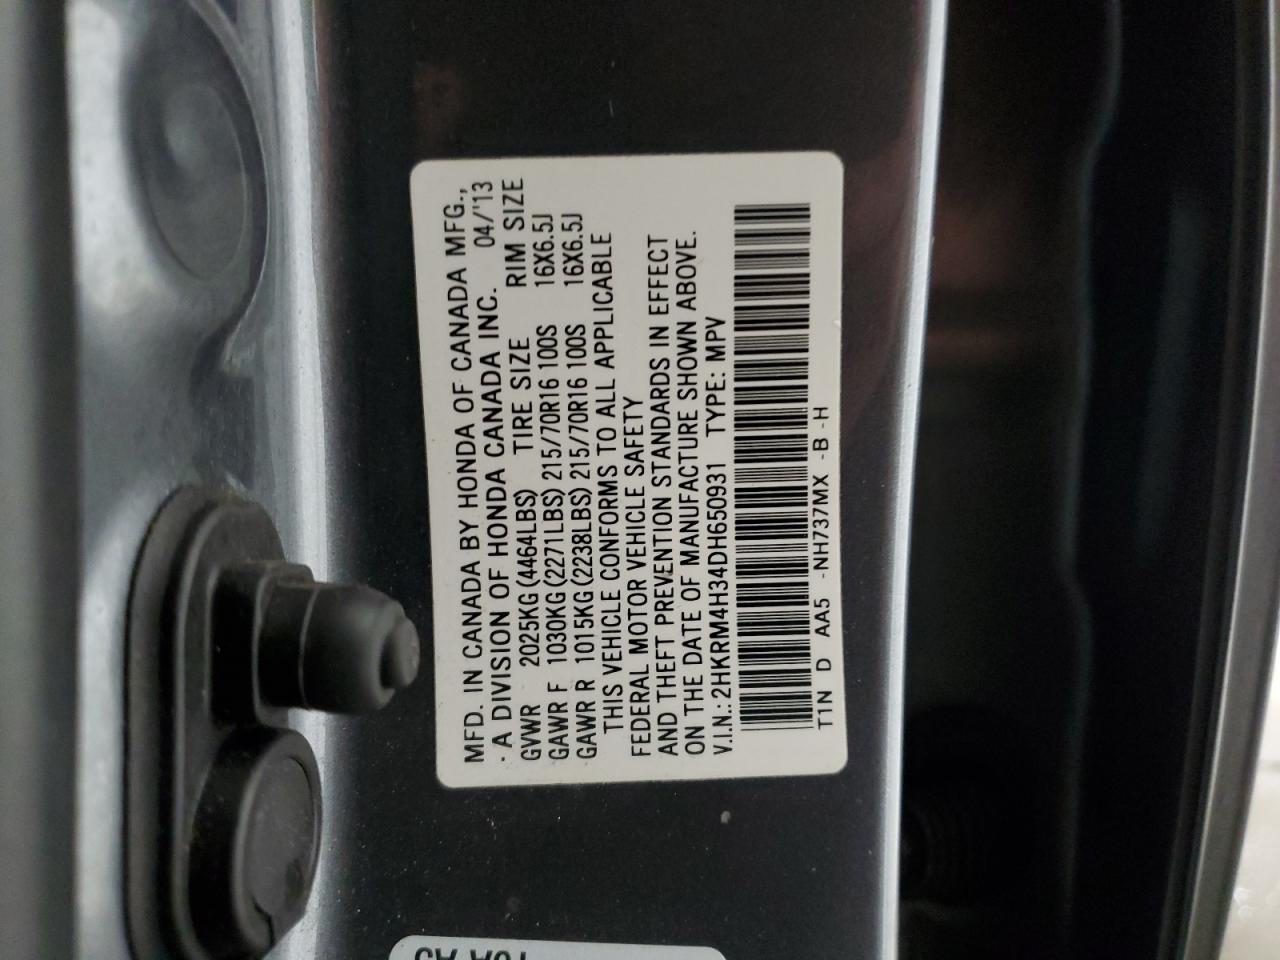 MFD. IN CANADA BY HONDA OF CANADA MFG.,
A DIVISION OF HONDA CANADA INC. 04/'13
GVWR 2025KG(4464LBS) TIRE SIZE RIM SIZE
GAWR F 1030KG(2271LBS) 215/70R16 100S 16X6.5J
GAWR R 1015KG(2238LBS) 215/70R16 100S 16X6.5J
THIS VEHICLE CONFORMS TO ALL APPLICABLE
FEDERAL MOTOR VEHICLE SAFETY
AND THEFT PREVENTION STANDARDS IN EFFECT
ON THE DATE OF MANUFACTURE SHOWN ABOVE.
V.I.N.: 2HKRM4H34DH650931 TYPE: MPV
T1N D AA5 -NH737MX -B -H